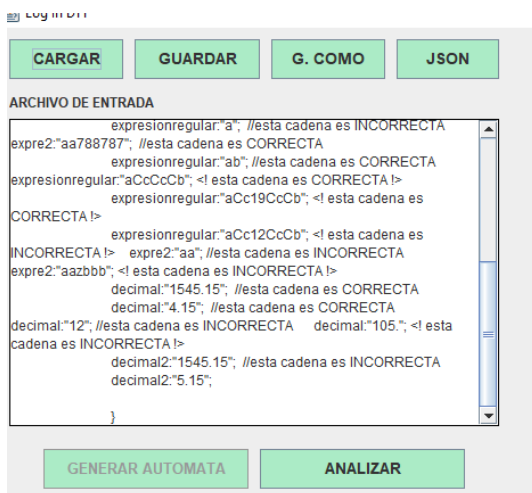 CARGAR GUARDAR G. COMO JSON
ARCHIVO DE ENTRADA
expresionregular:"a"; //esta cadena es INCORRECTA
expre2:"aa788787"; //esta cadena es CORRECTA
expresionregular:"ab"; //esta cadena es CORRECTA
expresionregular:"aCcCcCb"; <! esta cadena es CORRECTA !>
expresionregular:"aCc19CcCb"; <! esta cadena es
CORRECTA !>
expresionregular:"aCc12CcCb"; <! esta cadena es
INCORRECTA !> expre2:"aa"; //esta cadena es INCORRECTA
expre2:"aazbbb"; <! esta cadena es INCORRECTA !>
decimal:"1545.15"; //esta cadena es CORRECTA
decimal:"4.15"; //esta cadena es CORRECTA
decimal:"12"; //esta cadena es INCORRECTA decimal:"105."; <! esta
cadena es INCORRECTA !>
decimal2:"1545.15"; //esta cadena es INCORRECTA
decimal2:"5.15";
}
GENERAR AUTOMATA ANALIZAR